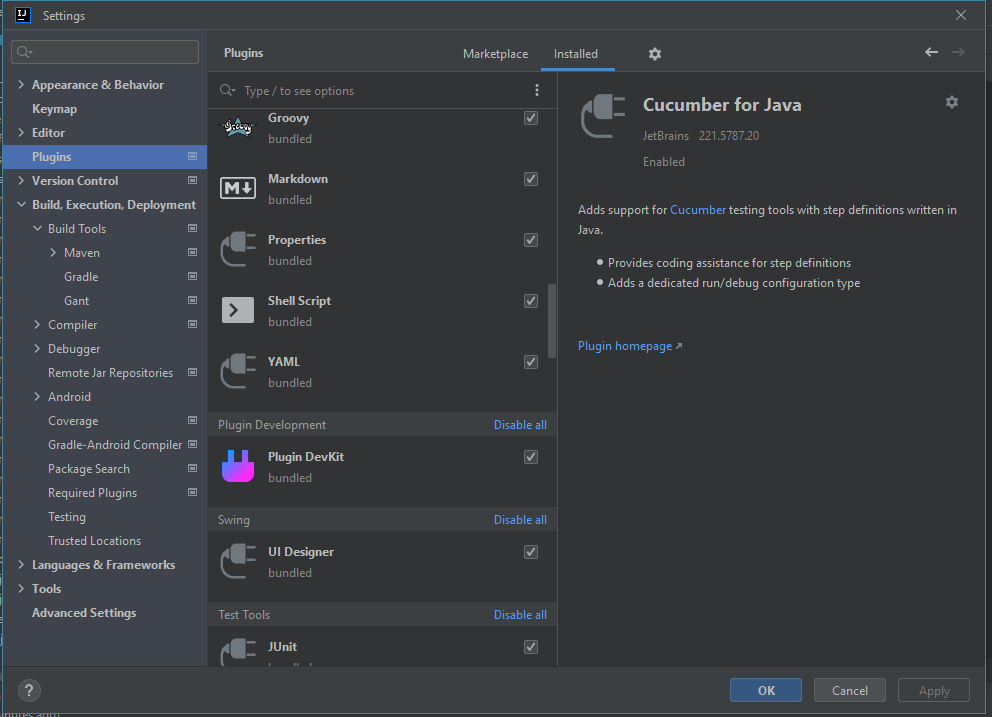 Settings
Appearance & Behavior
Keymap
Editor
Plugins
Version Control
Build, Execution, Deployment
Build Tools
Maven
Gradle
Gant
Compiler
Debugger
Remote Jar Repositories
Android
Coverage
Gradle-Android Compiler
Package Search
Required Plugins
Testing
Trusted Locations
Languages & Frameworks
Tools
Advanced Settings
Plugins
Marketplace
Installed
Type / to see options
Groovy
bundled
Markdown
bundled
Properties
bundled
Shell Script
bundled
YAML
bundled
Plugin Development Disable all
Plugin DevKit
bundled
Swing Disable all
UI Designer
bundled
Test Tools Disable all
JUnit
Cucumber for Java
JetBrains 221.5787.20
Enabled
Adds support for Cucumber testing tools with step definitions written in
Java.
Provides coding assistance for step definitions
Adds a dedicated run/debug configuration type
Plugin homepage
?
OK
Cancel
Apply